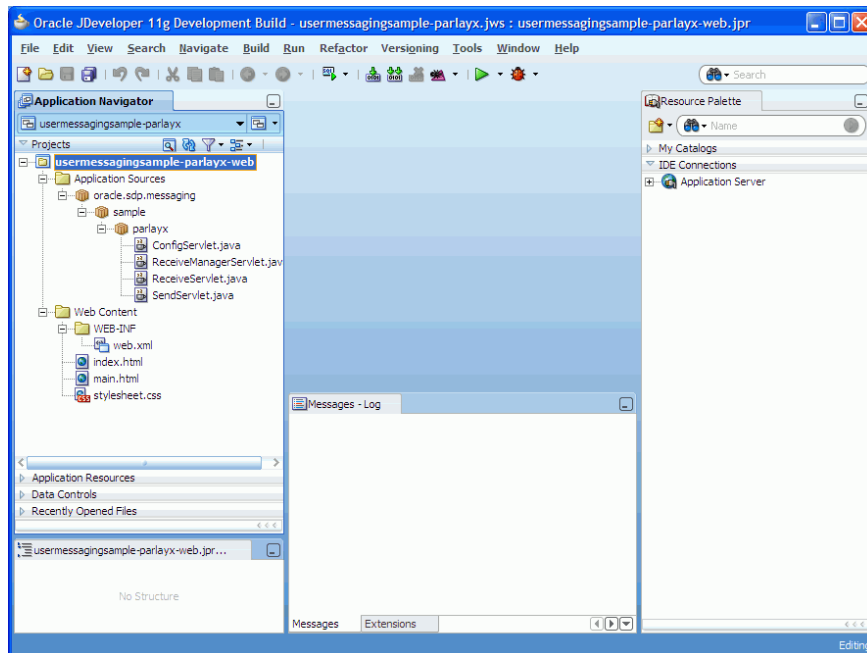 Oracle JDeveloper 11g Development Build - usermessagingsample-parlayx.jws : usermessagingsample-parlayx-web.jpr
File Edit View Search Navigate Build Run Refactor Versioning Tools Window Help
Search
Application Navigator
usermessagingsample-parlayx
Projects
usermessagingsample-parlayx-web
Application Sources
oracle.sdp.messaging
sample
parlayx
ConfigServlet.java
ReceiveManagerServlet.jav
ReceiveServlet.java
SendServlet.java
Web Content
WEB-INF
web.xml
index.html
main.html
stylesheet.css
Application Resources
Data Controls
Recently Opened Files
usermessagingsample-parlayx-web.jpr...
No Structure
Messages - Log
Messages Extensions
Resource Palette
Name
My Catalogs
IDE Connections
Application Server
Editing